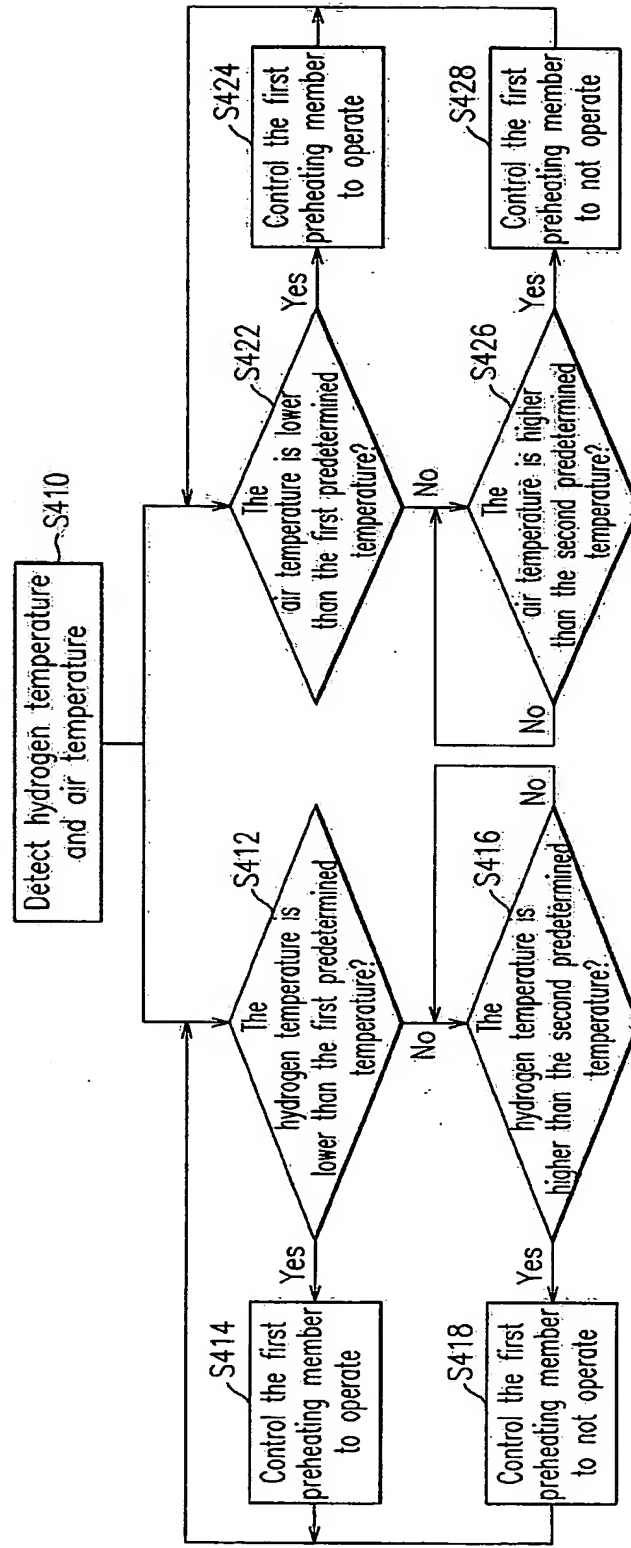 Detect hydrogen temperature
and air temperature
S410
The
hydrogen temperature is
lower than the first predetermined
temperature?
S412
Yes
No
Control the first
preheating member
to operate
S414
The
hydrogen temperature is
higher than the second predetermined
temperature?
S416
Yes
No
Control the first
preheating member
to not operate
S418
The
air temperature is lower
than the first predetermined
temperature?
S422
Yes
No
Control the first
preheating member
to operate
S424
The
air temperature is higher
than the second predetermined
temperature?
S426
Yes
No
Control the first
preheating member
to not operate
S428